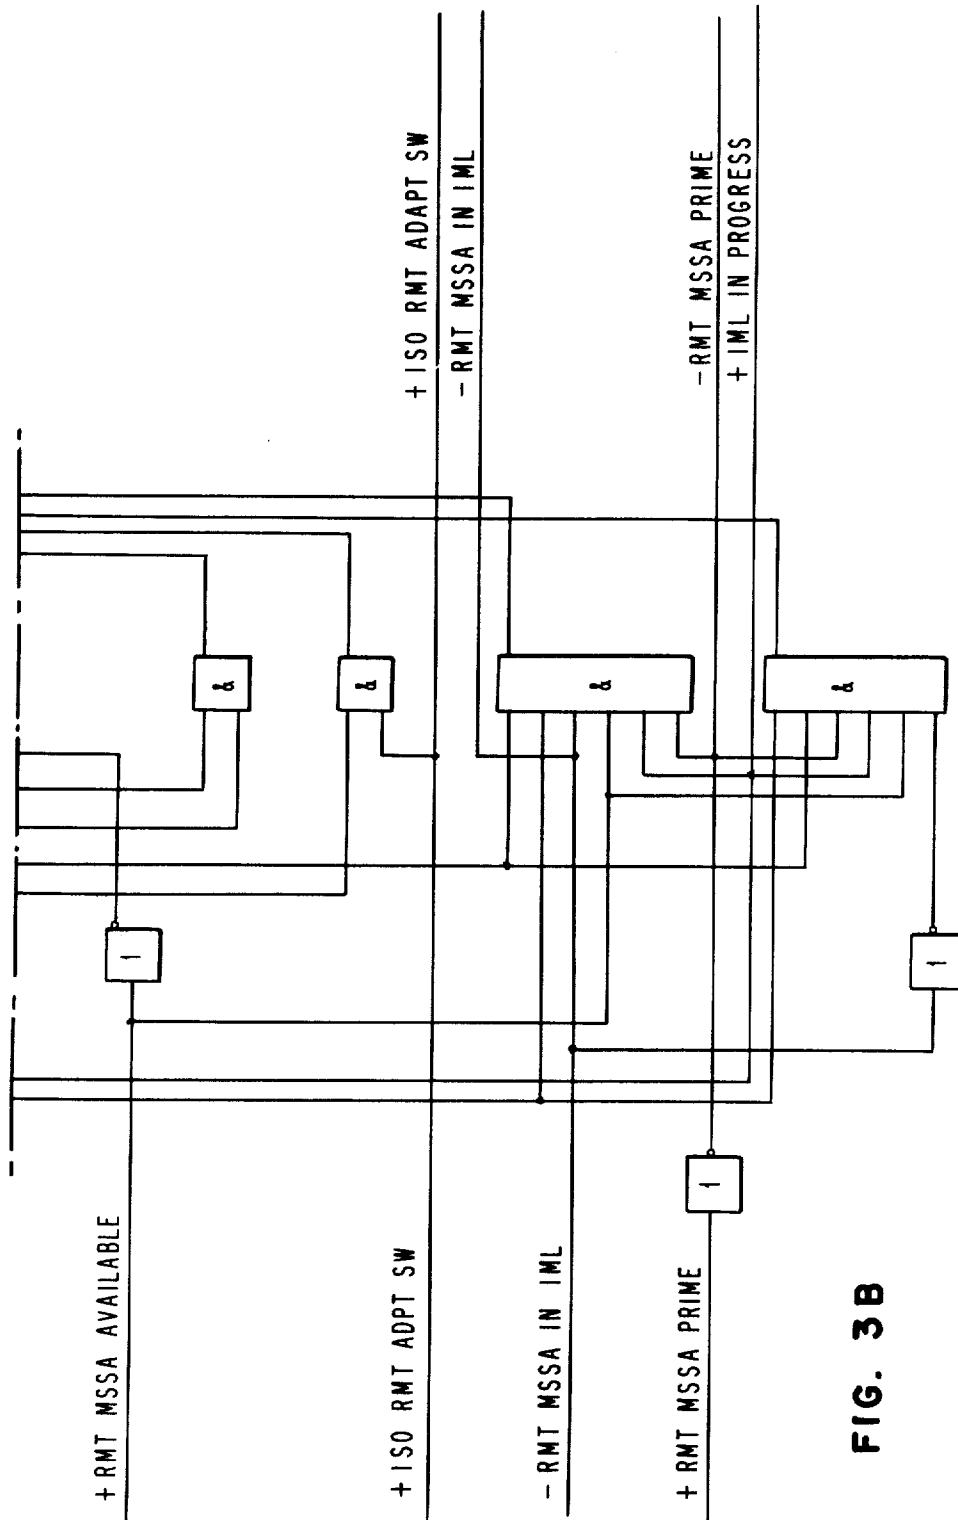 +RMT MSSA AVAILABLE
+ISO RMT ADPT SW
-RMT MSSA IN IML
+RMT MSSA PRIME
1
1
1
&
&
&
&
+ISO RMT ADAPT SW
-RMT MSSA IN IML
-RMT MSSA PRIME
+IML IN PROGRESS
FIG. 3B